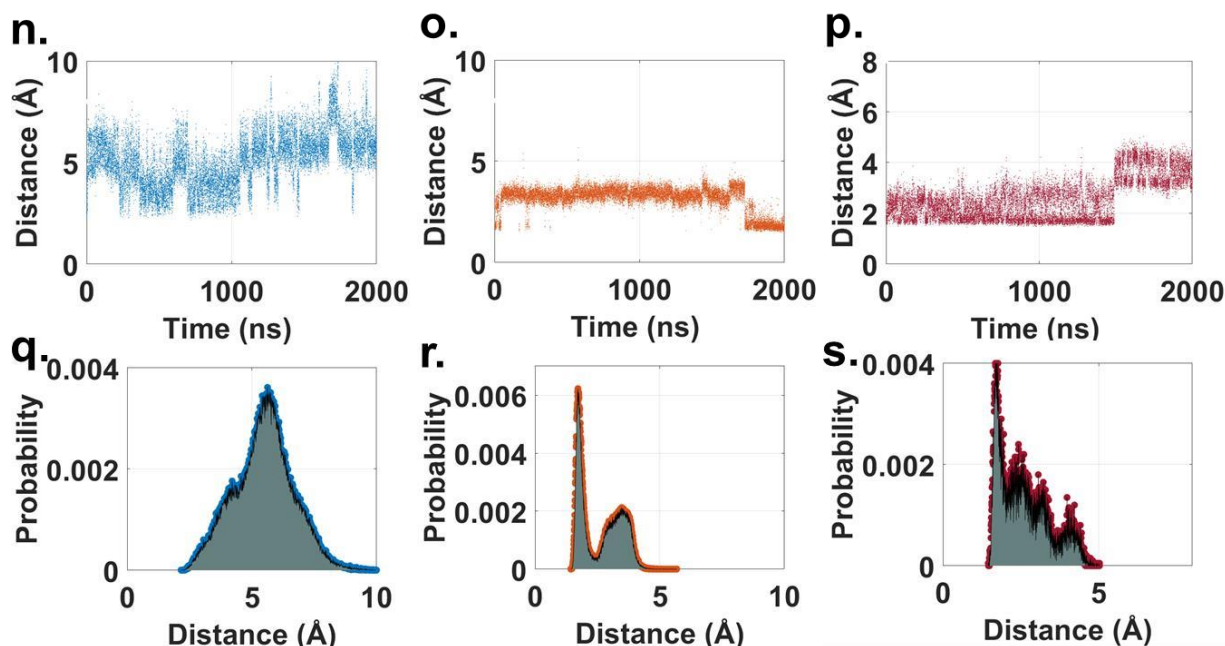 n.
10
5
0
Distance (Å)
0 1000 2000
Time (ns)
o.
10
5
0
Distance (Å)
0 1000 2000
Time (ns)
p.
8
6
4
2
0
Distance (Å)
0 1000 2000
Time (ns)
q.
0.004
0.002
0
Probability
0 5 10
Distance (Å)
r.
0.006
0.004
0.002
0
Probability
0 5 10
Distance (Å)
s.
0.004
0.002
0
Probability
0 5
Distance (Å)